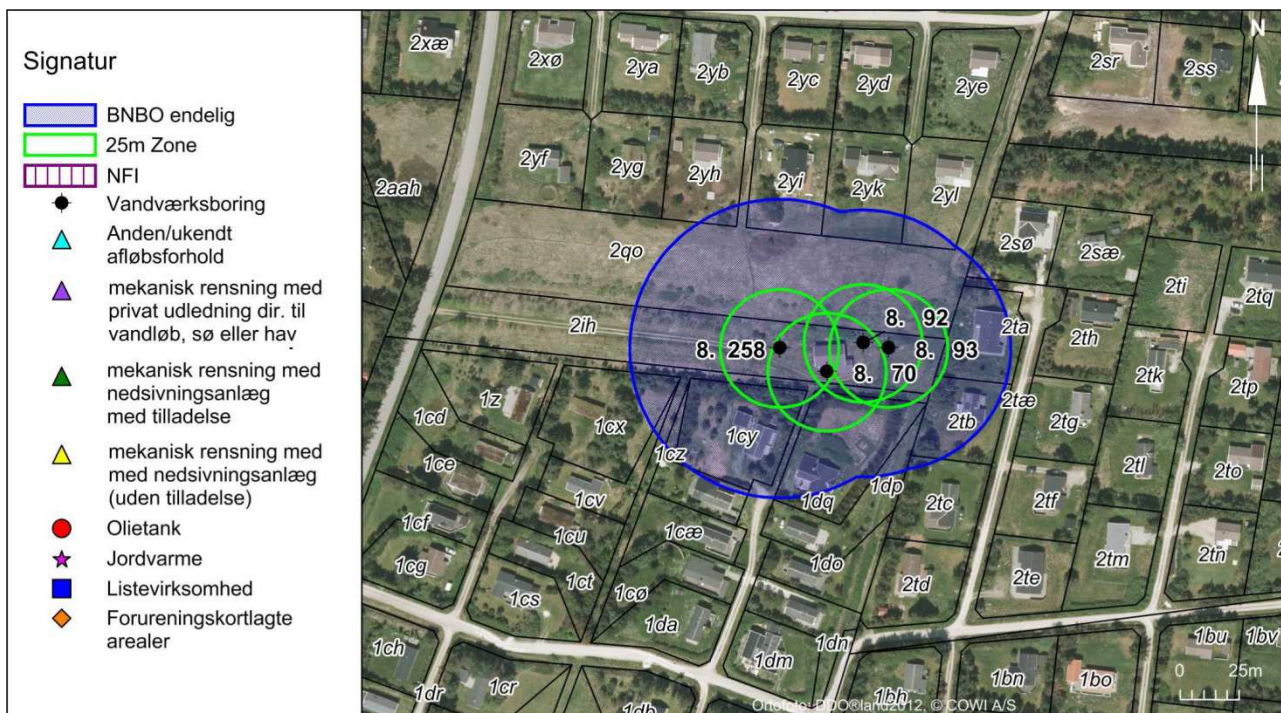 Signatur
BNBO endelig
25m Zone
NFI
Vandværksboring
Anden/ukendt
afløbsforhold
mekanisk rensning med
privat udledning dir. til
vandløb, sø eller hav
mekanisk rensning med
nedsivningsanlæg
med tilladelse
mekanisk rensning med
med nedsivningsanlæg
(uden tilladelse)
Olietank
Jordvarme
Listevirksomhed
Forureningskortlagte
arealer
N
2xæ
2xø
2ya
2yb
2yc
2yd
2ye
2sr
2ss
2yf
2yg
2yh
2yi
2yk
2yl
2aah
2qo
2sø
2sæ
2ti
2tq
2ih
8. 258
8. 92
8. 93
8. 70
2ta
2th
2tk
2tp
1z
1cd
1cx
1cy
2tb
2tæ
2tg
1ce
1cz
1cv
1dq
1dp
2tc
2tf
2tl
2to
1cf
1cu
1cæ
1cg
1ct
1do
2td
2te
2tm
2tn
1cs
1cø
1da
1dn
1ch
1dm
1dr
1cr
1db
1bh
1bn
1bo
1bu
1bv
0 25m
Ortofoto: DDO®land2012, © COWI A/S